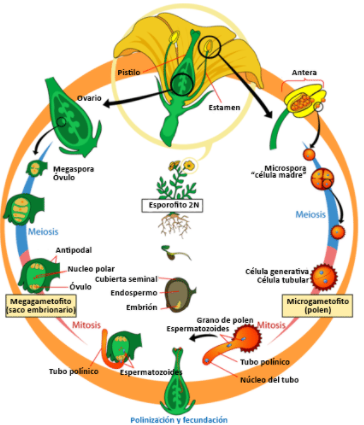 Pistilo
Antera
Ovario
Estamen
Megaspora
Óvulo
Microspora
"célula madre"
Esporofito 2N
Meiosis
Meiosis
Antipodal
Nucleo polar
Óvulo
Cubierta seminal
Endospermo
Embrión
Célula generativa
Célula tubular
Megagametofito
(saco embrionario)
Microgametofito
(polen)
Mitosis
Mitosis
Grano de polen
Espermatozoides
Tubo polínico
Espermatozoides
Tubo polínico
Núcleo del tubo
Polinización y fecundación